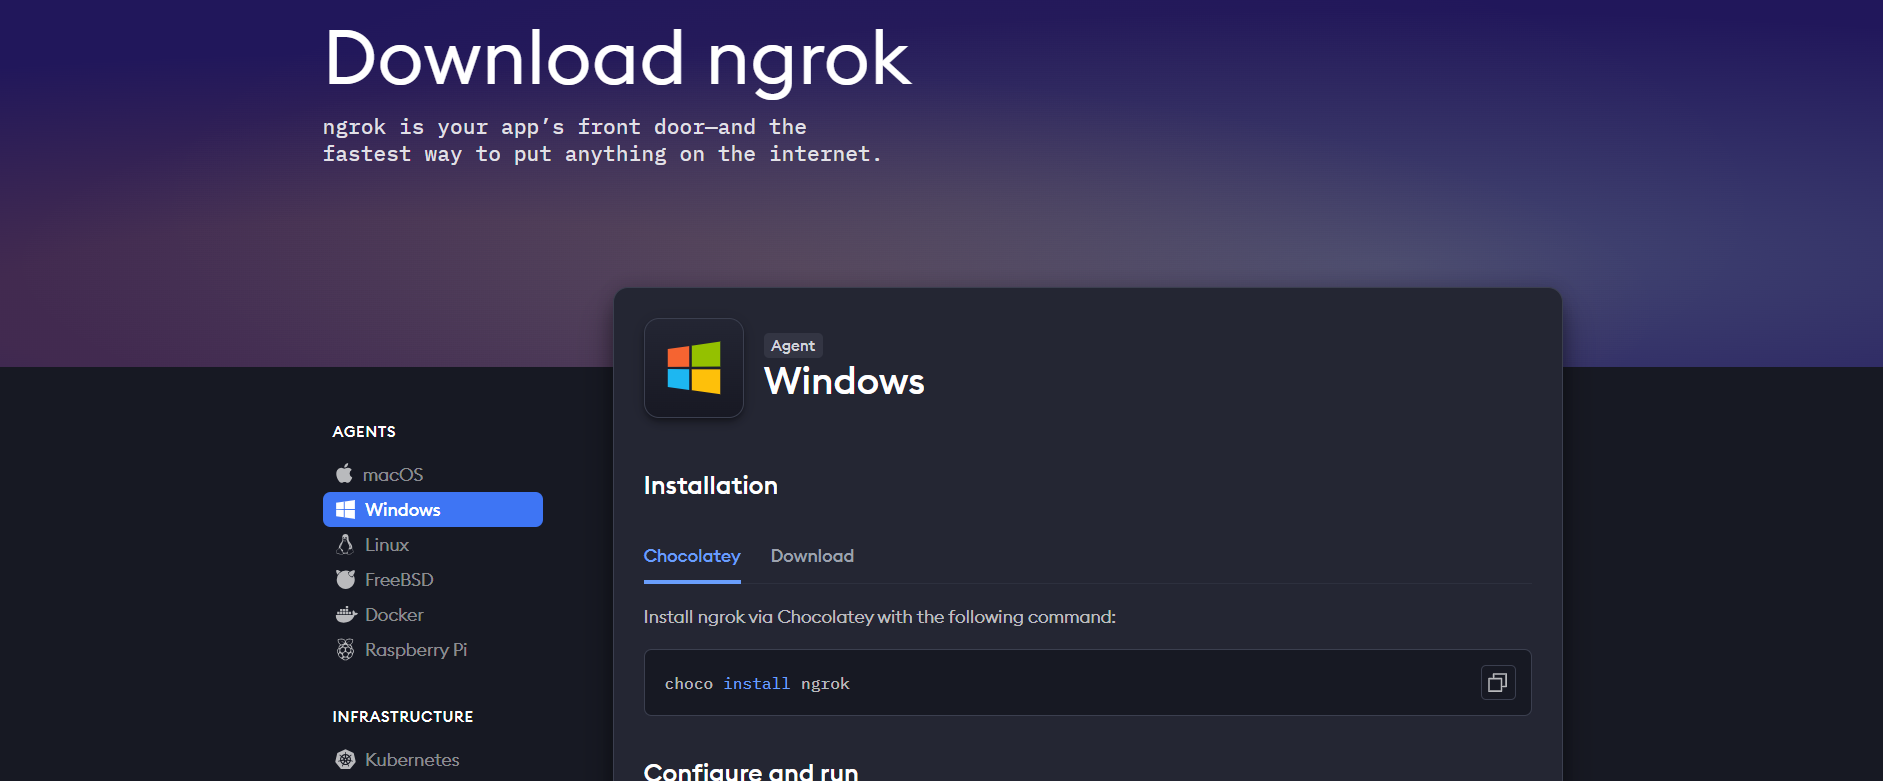 Download ngrok
ngrok is your app’s front door—and the
fastest way to put anything on the internet.
Agent
Windows
AGENTS
macOS
Windows
Linux
FreeBSD
Docker
Raspberry Pi
INFRASTRUCTURE
Kubernetes
Installation
Chocolatey Download
Install ngrok via Chocolatey with the following command:
choco install ngrok
Configure and run